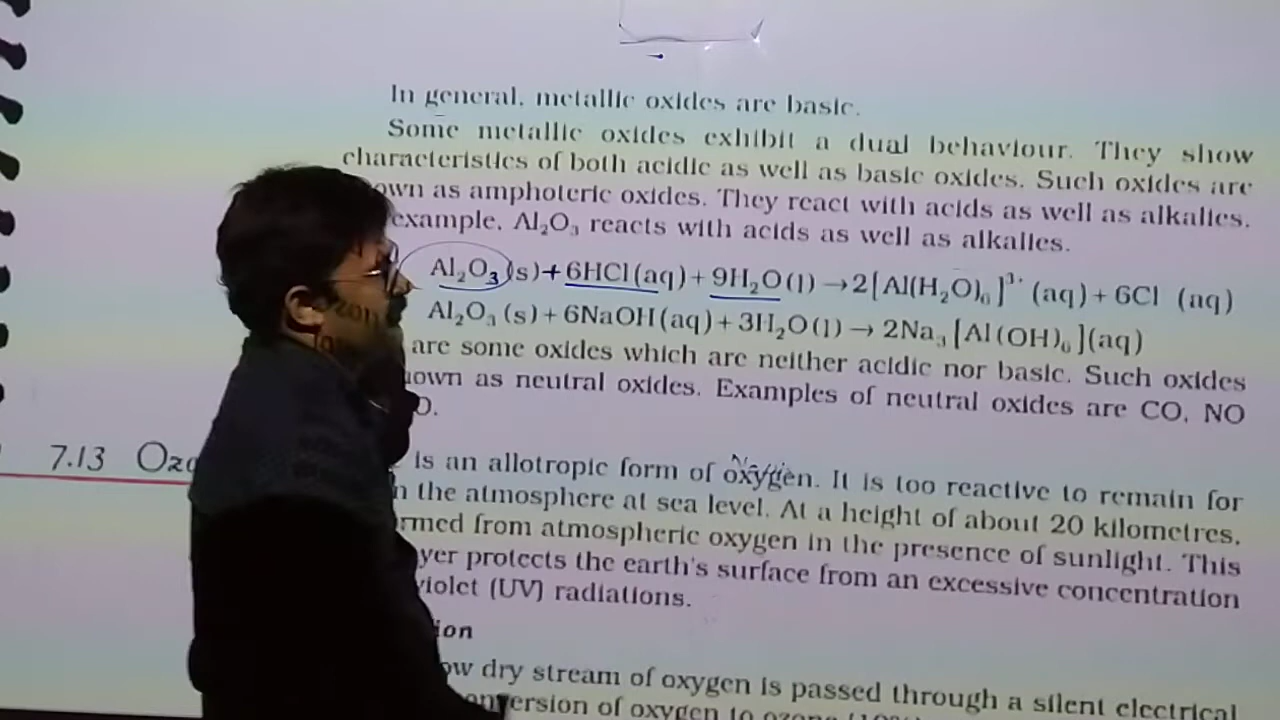 In general, metallic oxides are basic.
Some metallic oxides exhibit a dual behaviour. They show
characteristics of both acidic as well as basic oxides. Such oxides are
own as amphoteric oxides. They react with acids as well as alkalies.
example, Al₂O₃ reacts with acids as well as alkalies.
Al₂O₃(s)+6HCl(aq)+9H₂O(l)→2[Al(H₂O)₆]³⁺(aq)+6Cl (aq)
Al₂O₃(s)+6NaOH(aq)+3H₂O(l)→2Na₃[Al(OH)₆](aq)
are some oxides which are neither acidic nor basic. Such oxides
own as neutral oxides. Examples of neutral oxides are CO, NO
O.
7.13 Ozo
is an allotropic form of oxygen. It is too reactive to remain for
n the atmosphere at sea level. At a height of about 20 kilometres,
rmed from atmospheric oxygen in the presence of sunlight. This
yer protects the earth's surface from an excessive concentration
violet (UV) radiations.
ion
ow dry stream of oxygen is passed through a silent electrical
version of oxygen to ozone (10%)